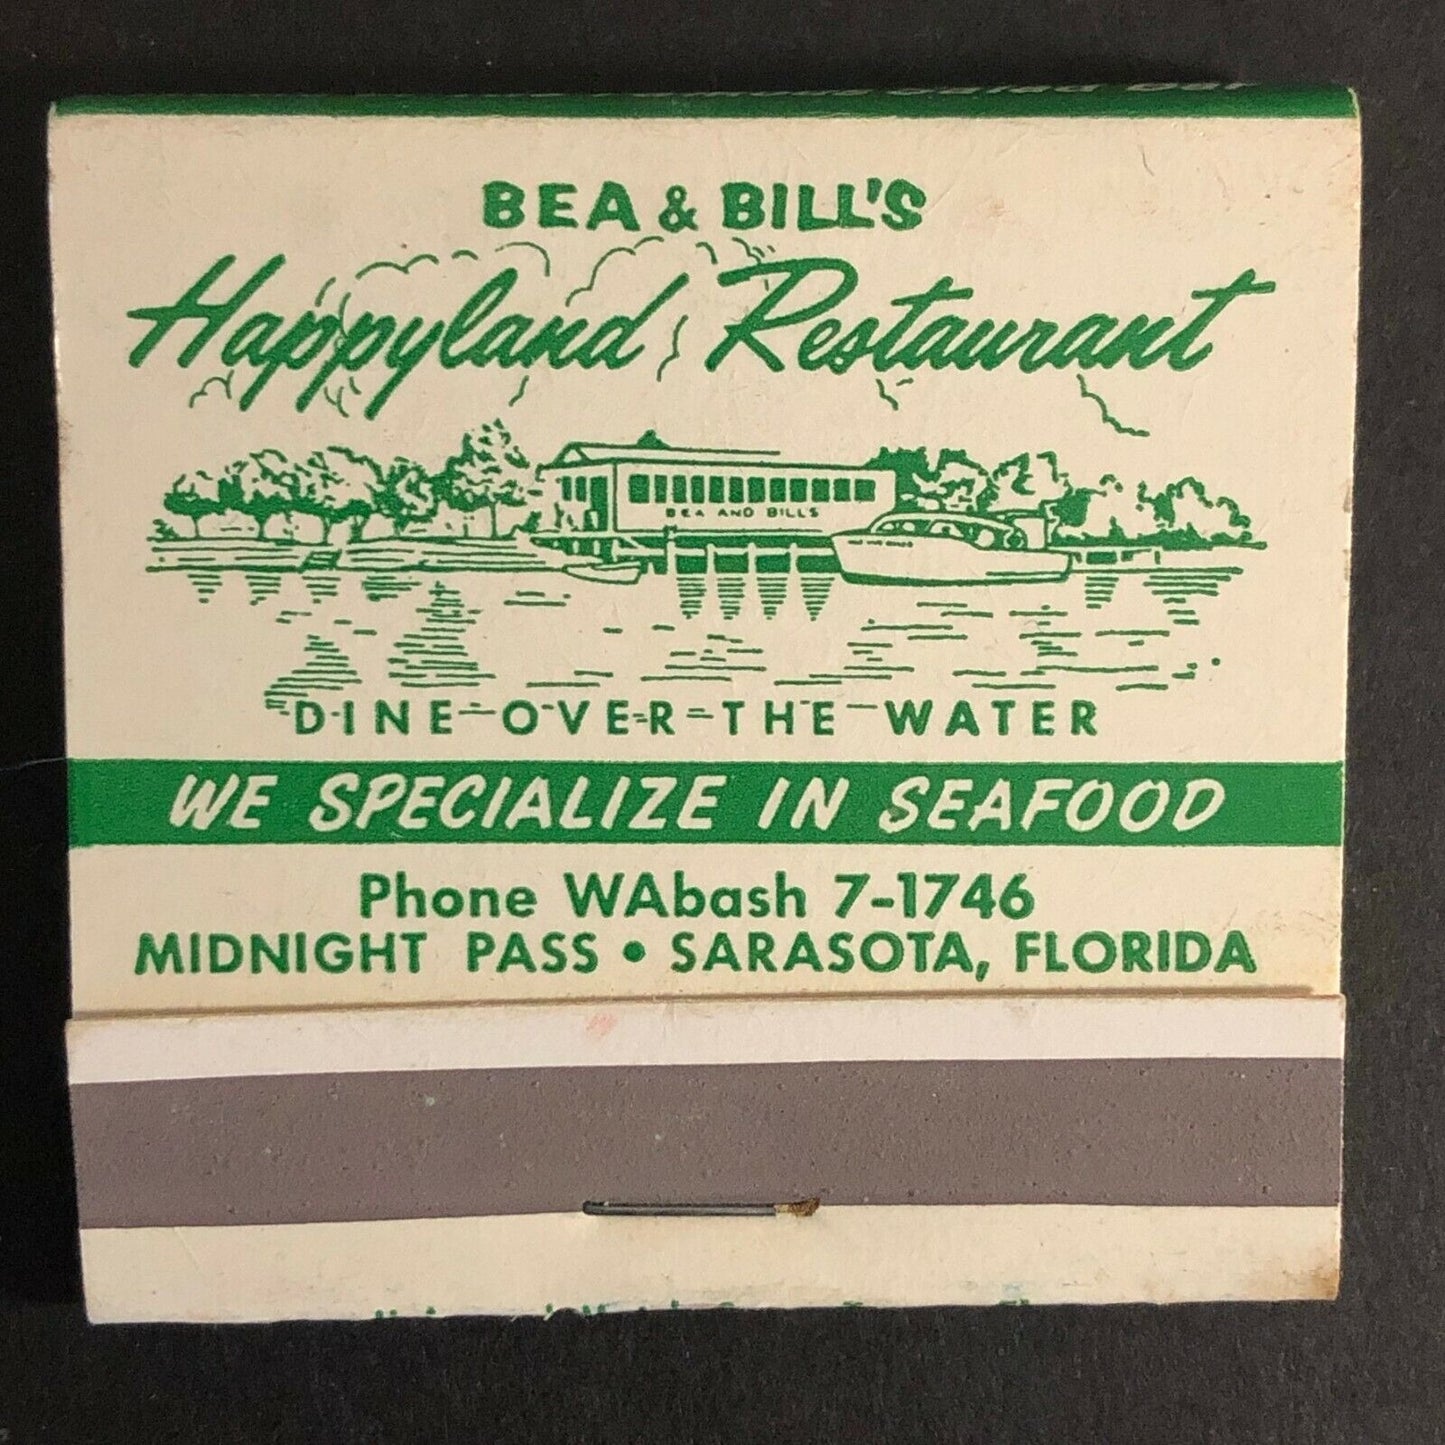 BEA & BILL'S
Happyland Restaurant
BEA AND BILL'S
DINE OVER THE WATER
WE SPECIALIZE IN SEAFOOD
Phone WAbash 7-1746
MIDNIGHT PASS • SARASOTA, FLORIDA